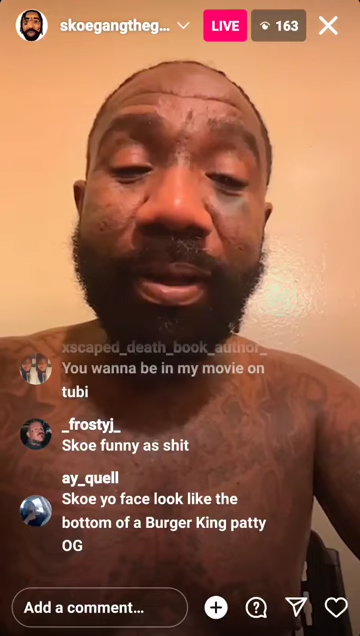 skoegangtheg...
LIVE
163
xscaped_death_book_author_
You wanna be in my movie on
tubi
_frostyj_
Skoe funny as shit
ay_quell
Skoe yo face look like the
bottom of a Burger King patty
OG
Add a comment...